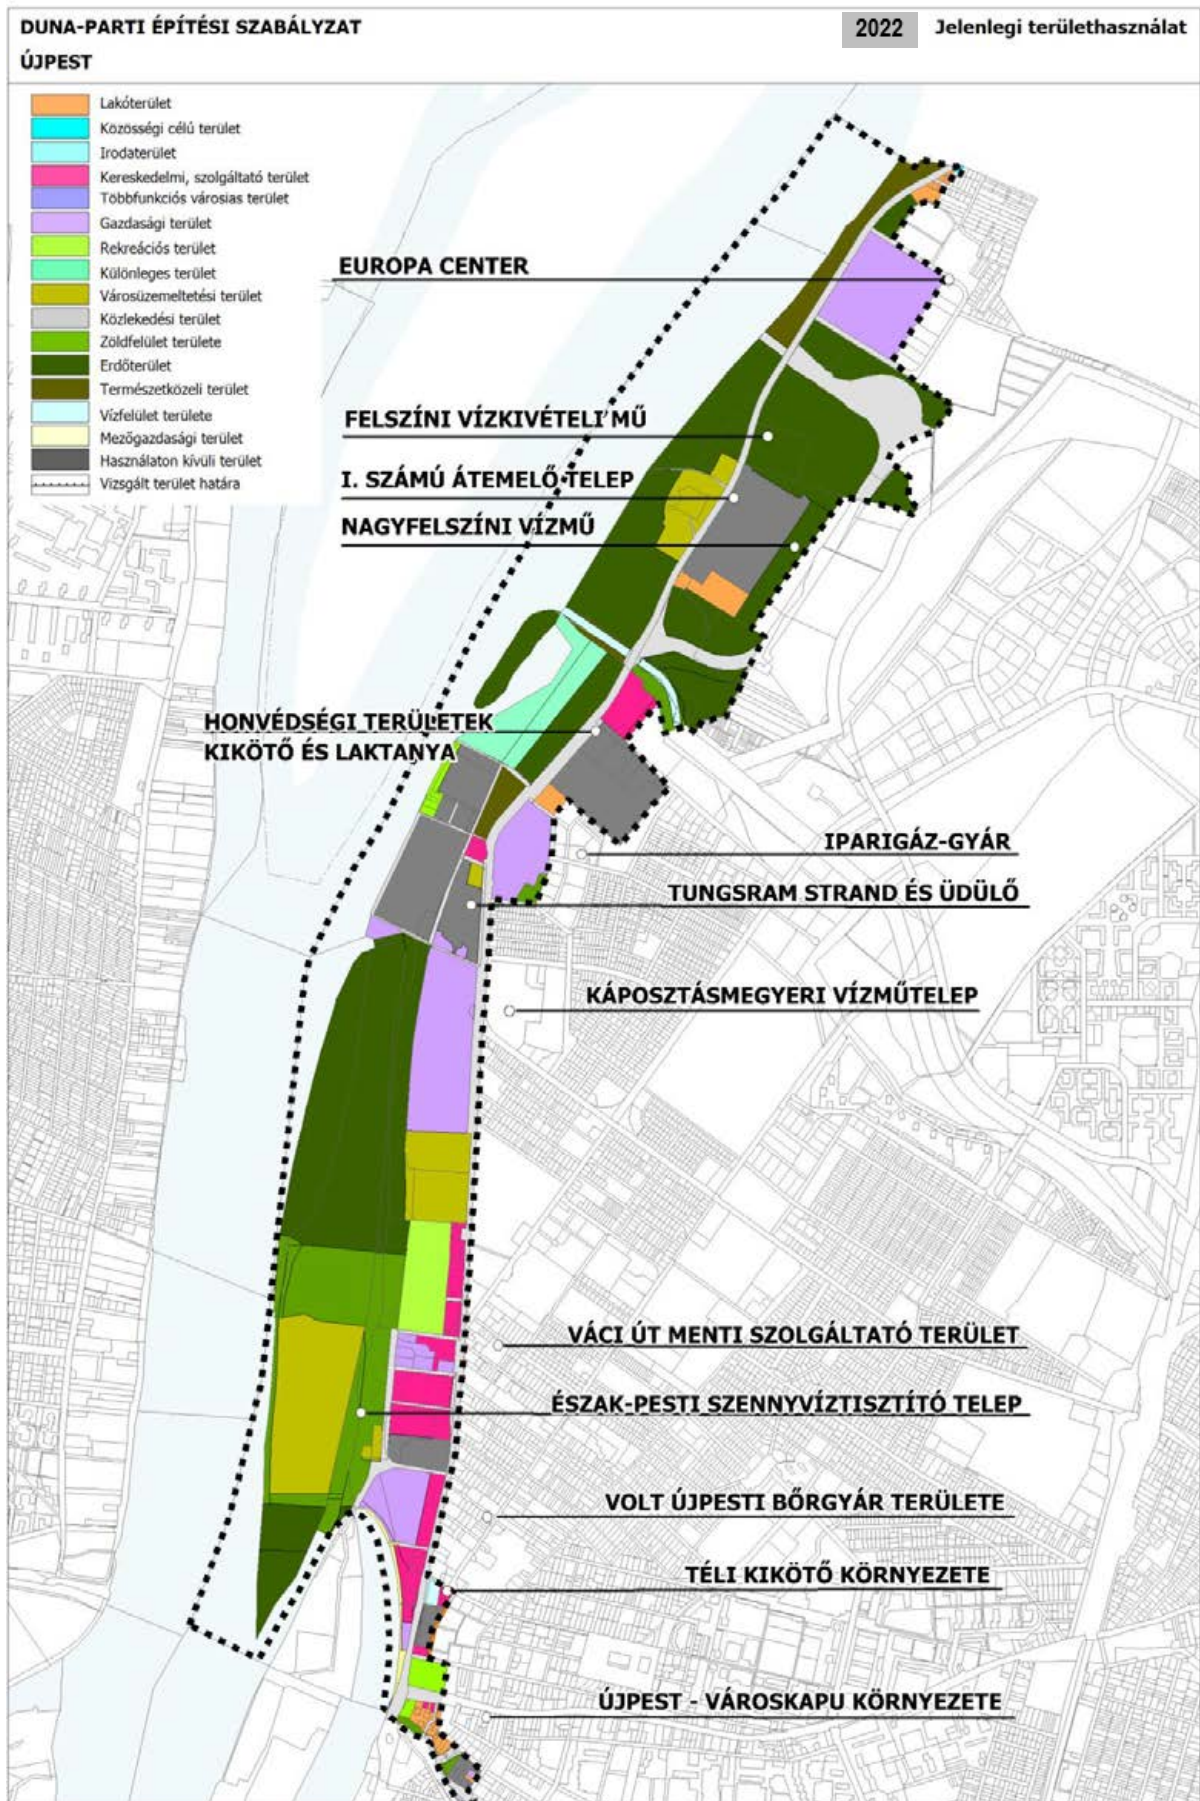 DUNA-PARTI ÉPÍTÉSI SZABÁLYZAT
2022 Jelenlegi területhasználat
ÚJPEST
Lakóterület
Közösségi célú terület
Irodaterület
Kereskedelmi, szolgáltató terület
Többfunkciós városias terület
Gazdasági terület
Rekreációs terület
Különleges terület
Városüzemeltetési terület
Közlekedési terület
Zöldfelület területe
Erdőterület
Természetközeli terület
Vízfelület területe
Mezőgazdasági terület
Használaton kívüli terület
Vizsgált terület határa
EUROPA CENTER
FELSZÍNI VÍZKIVÉTELI MŰ
I. SZÁMÚ ÁTEMELŐ TELEP
NAGYFELSZÍNI VÍZMŰ
HONVÉDSÉGI TERÜLETEK
KIKÖTŐ ÉS LAKTANYA
IPARIGÁZ-GYÁR
TUNGSRAM STRAND ÉS ÜDÜLŐ
KÁPOSZTÁSMEGYERI VÍZMŰTELEP
VÁCI ÚT MENTI SZOLGÁLTATÓ TERÜLET
ÉSZAK-PESTI SZENNYVÍZTISZTÍTÓ TELEP
VOLT ÚJPESTI BŐRGYÁR TERÜLETE
TÉLI KIKÖTŐ KÖRNYEZETE
ÚJPEST - VÁROSKAPU KÖRNYEZETE